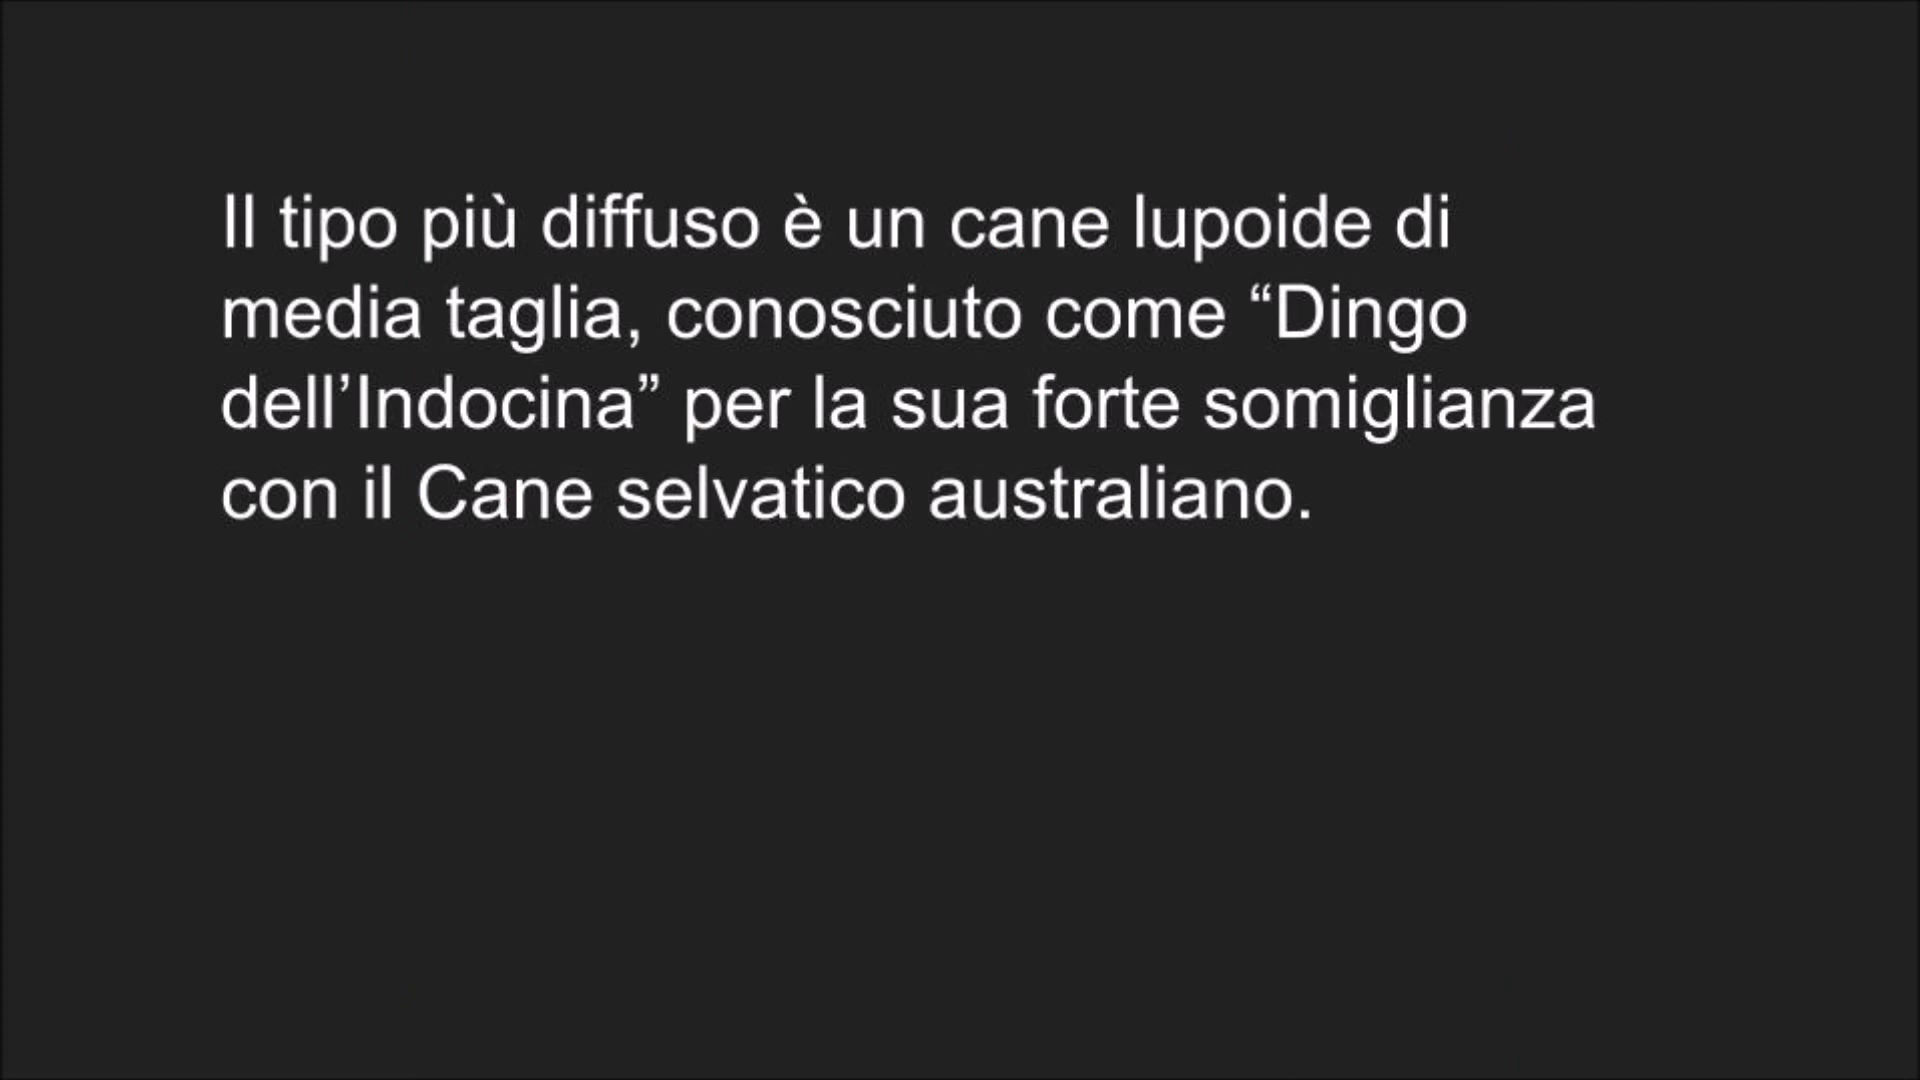 Il tipo più diffuso è un cane lupoide di
media taglia, conosciuto come “Dingo
dell’Indocina” per la sua forte somiglianza
con il Cane selvatico australiano.